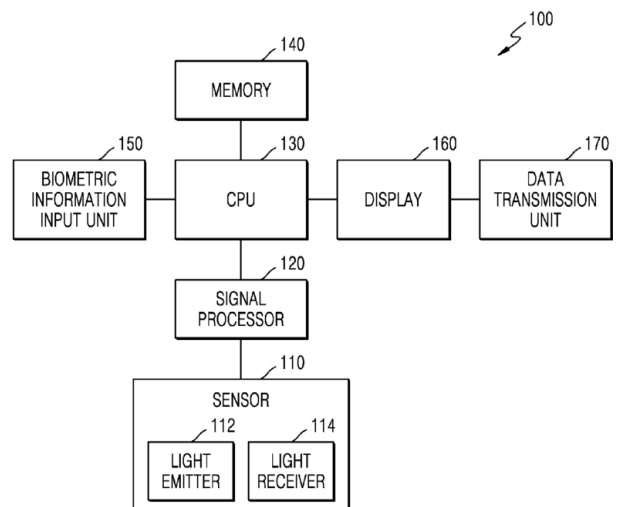 100
140
MEMORY
150
130
160
170
BIOMETRIC
INFORMATION
INPUT UNIT
CPU
DISPLAY
DATA
TRANSMISSION
UNIT
120
SIGNAL
PROCESSOR
110
SENSOR
112
114
LIGHT
EMITTER
LIGHT
RECEIVER